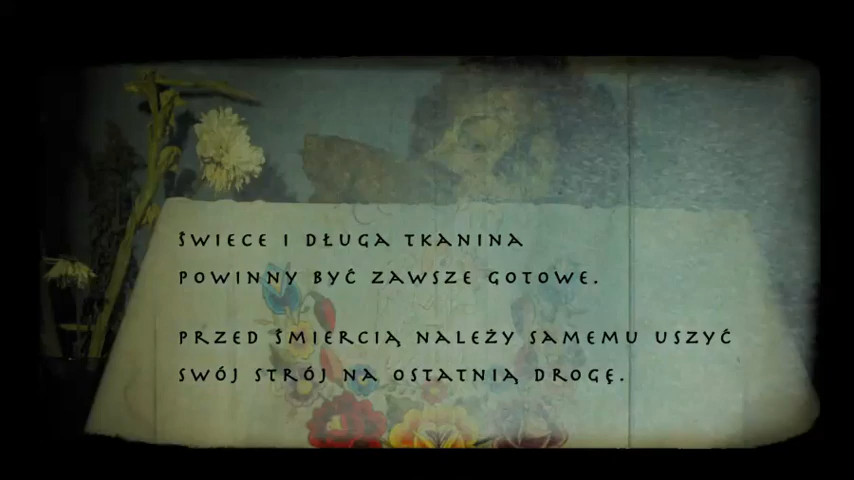 ŚWIECE I DŁUGA TKANINA
POWINNY BYĆ ZAWSZE GOTOWE.
PRZED ŚMIERCIĄ NALEŻY SAMEMU USZYĆ
SWÓJ STRÓJ NA OSTATNIĄ DROGĘ.